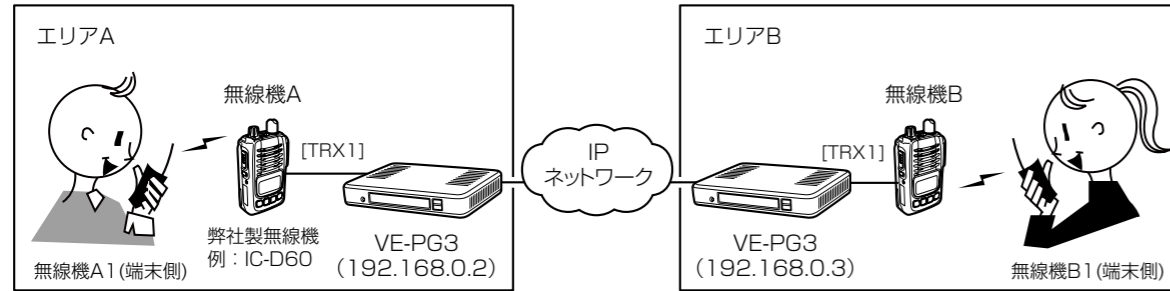 エリアA
無線機A
[TRX1]
弊社製無線機
例：IC-D60
無線機A1(端末側)
VE-PG3
（192.168.0.2）
IP
ネットワーク
エリアB
無線機B
[TRX1]
VE-PG3
（192.168.0.3）
無線機B1(端末側)